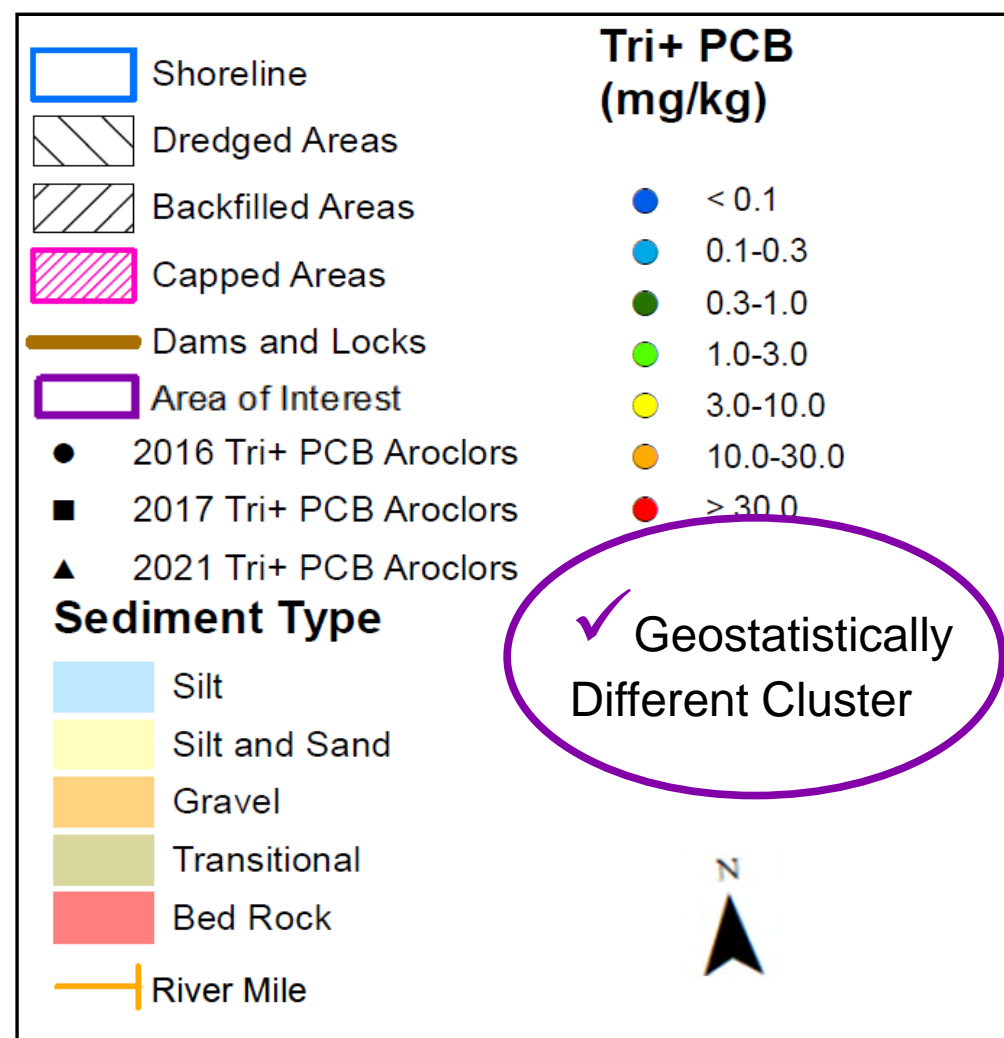 Shoreline
Dredged Areas
Backfilled Areas
Capped Areas
Dams and Locks
Area of Interest
2016 Tri+ PCB Aroclors
2017 Tri+ PCB Aroclors
2021 Tri+ PCB Aroclors
Sediment Type
Silt
Silt and Sand
Gravel
Transitional
Bed Rock
River Mile
Tri+ PCB
(mg/kg)
< 0.1
0.1-0.3
0.3-1.0
1.0-3.0
3.0-10.0
10.0-30.0
> 30.0
✓ Geostatistically
Different Cluster
N